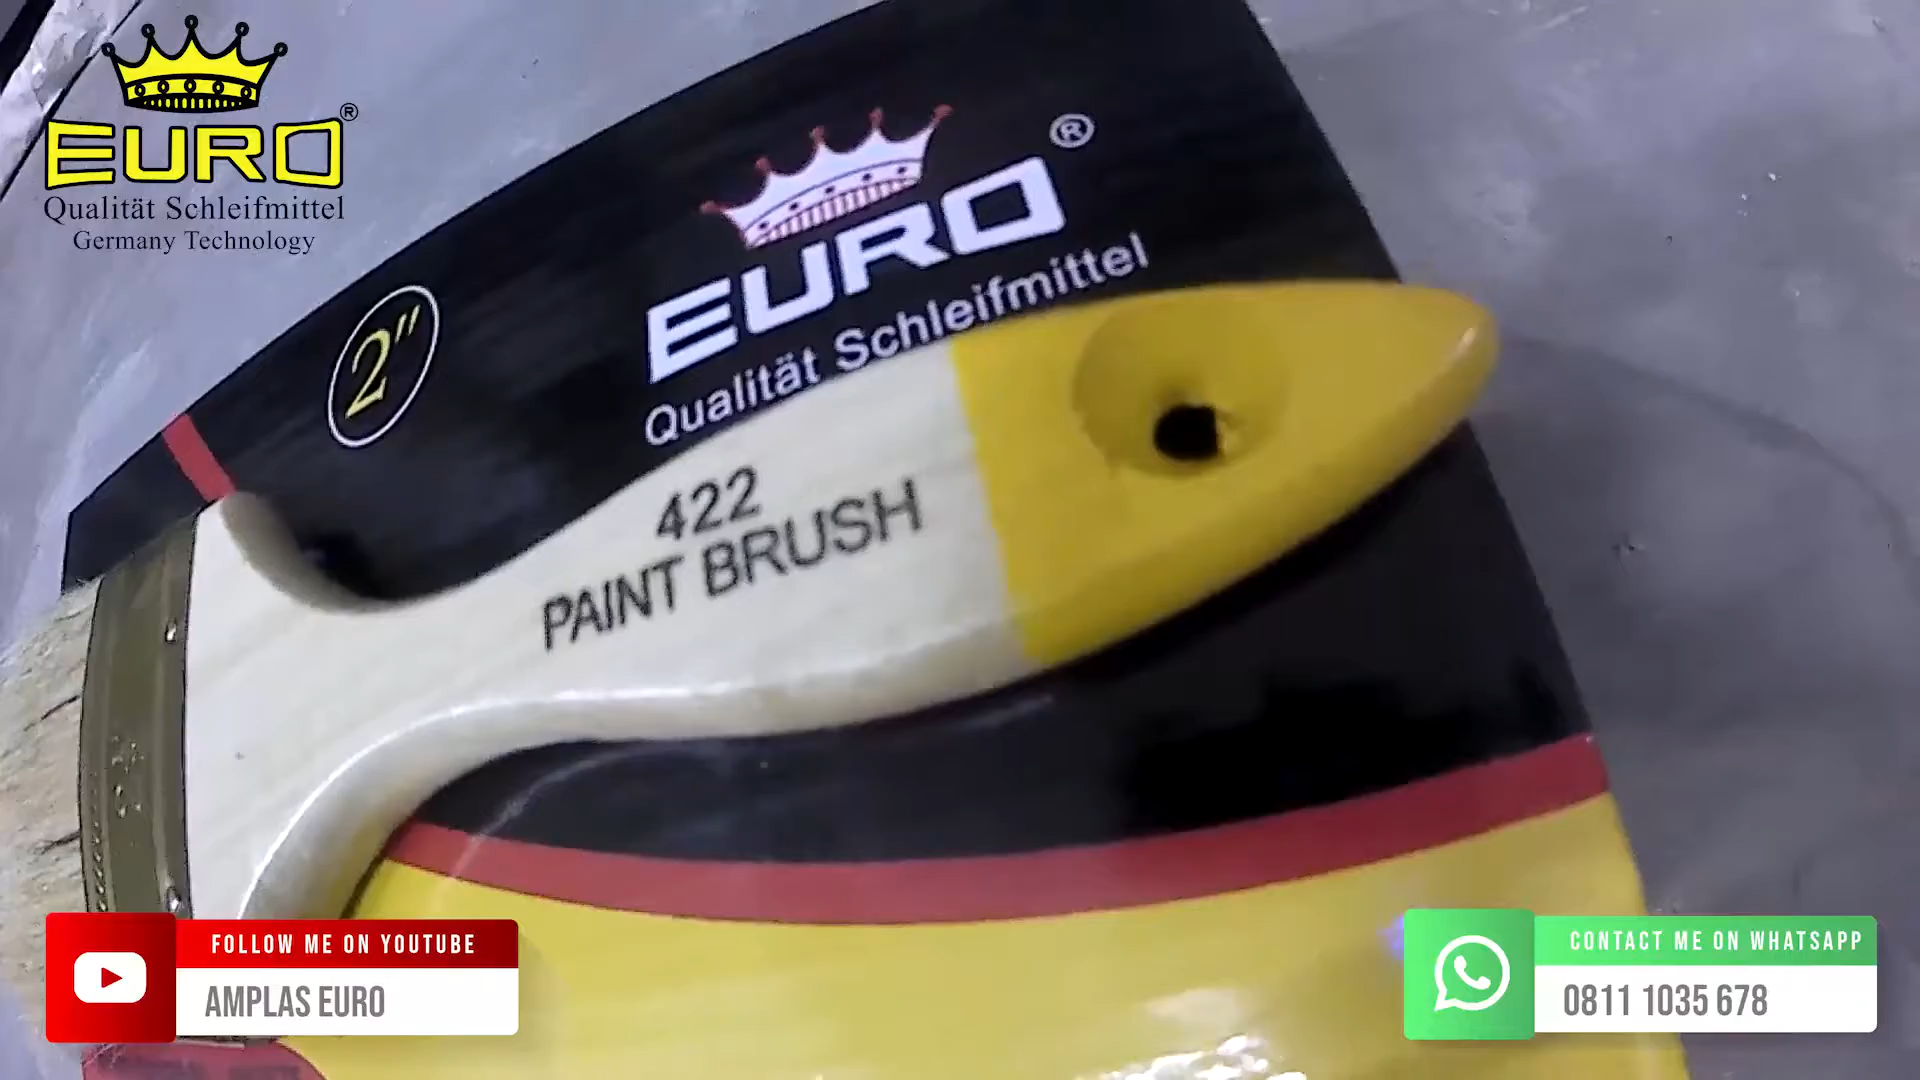 EURO®
Qualität Schleifmittel
Germany Technology
EURO®
Qualität Schleifmittel
2"
422
PAINT BRUSH
FOLLOW ME ON YOUTUBE
AMPLAS EURO
CONTACT ME ON WHATSAPP
0811 1035 678